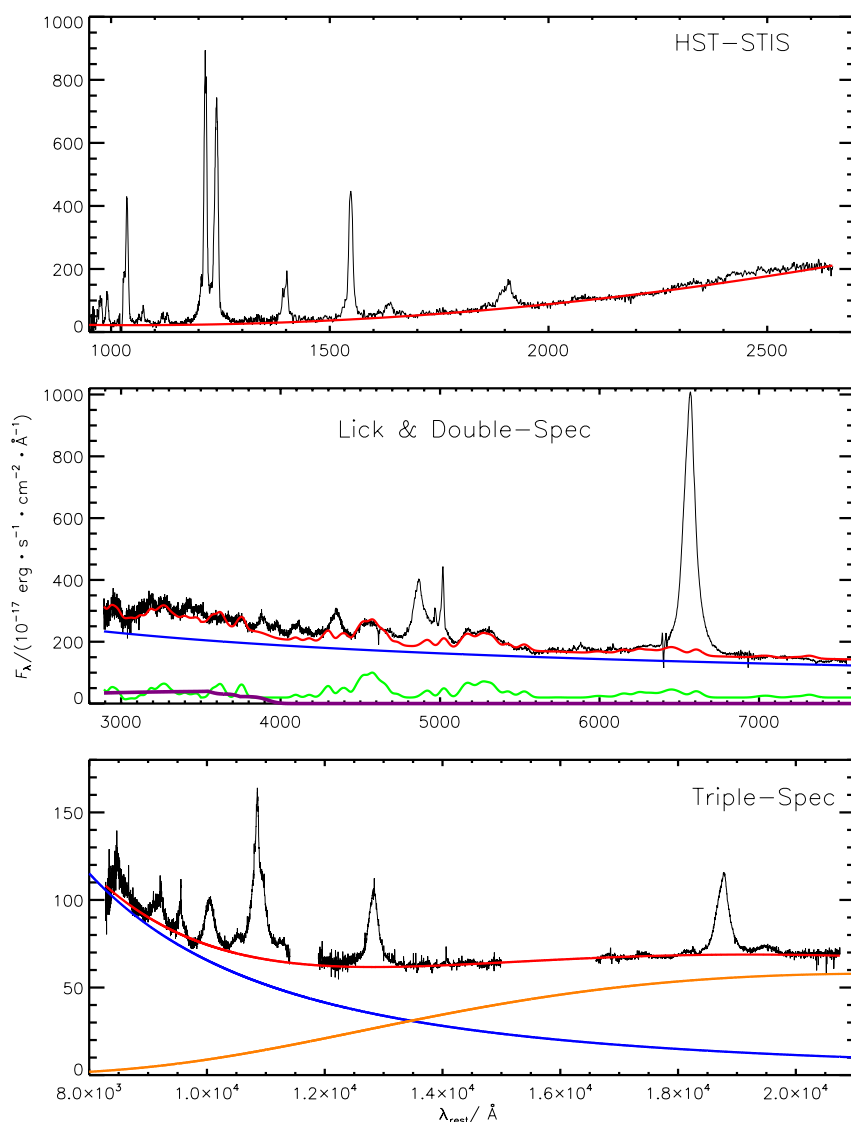 HST−STIS
1000
800
600
400
200
0
1000 1500 2000 2500
Lick & Double−Spec
1000
800
600
400
200
0
3000 4000 5000 6000 7000
F_λ/(10⁻¹⁷ erg • s⁻¹ • cm⁻² • Å⁻¹)
Triple−Spec
150
100
50
0
8.0×10³ 1.0×10⁴ 1.2×10⁴ 1.4×10⁴ 1.6×10⁴ 1.8×10⁴ 2.0×10⁴
λ_rest/ Å